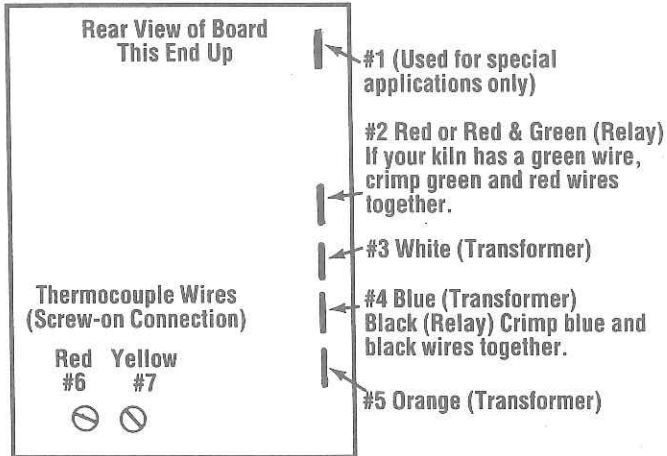 Rear View of Board
This End Up
#1 (Used for special
applications only)
#2 Red or Red & Green (Relay)
If your kiln has a green wire,
crimp green and red wires
together.
#3 White (Transformer)
#4 Blue (Transformer)
Black (Relay) Crimp blue and
black wires together.
#5 Orange (Transformer)
Thermocouple Wires
(Screw-on Connection)
Red Yellow
#6 #7